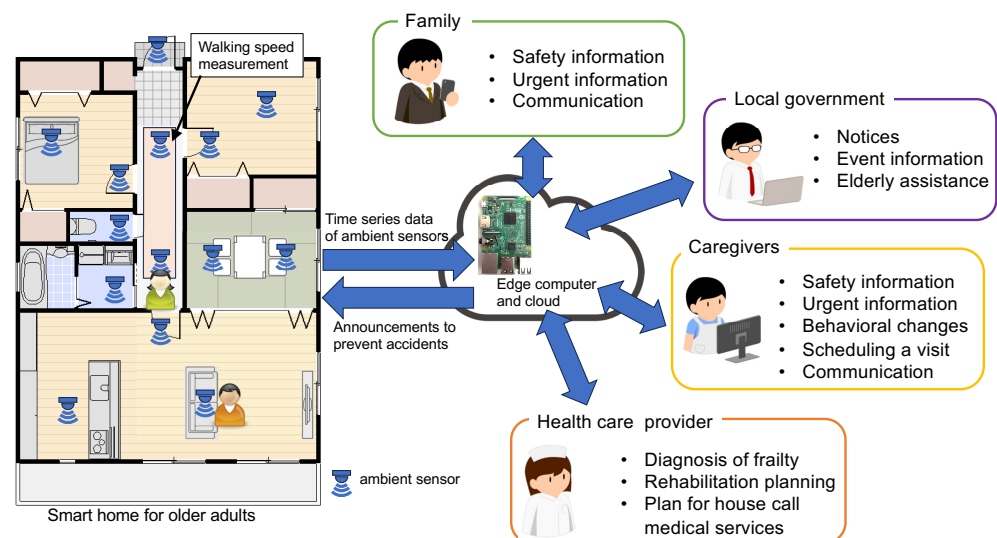 Walking speed
measurement
Smart home for older adults
ambient sensor
Time series data
of ambient sensors
Announcements to
prevent accidents
Edge computer
and cloud
Family
• Safety information
• Urgent information
• Communication
Local government
• Notices
• Event information
• Elderly assistance
Caregivers
• Safety information
• Urgent information
• Behavioral changes
• Scheduling a visit
• Communication
Health care provider
• Diagnosis of frailty
• Rehabilitation planning
• Plan for house call
medical services